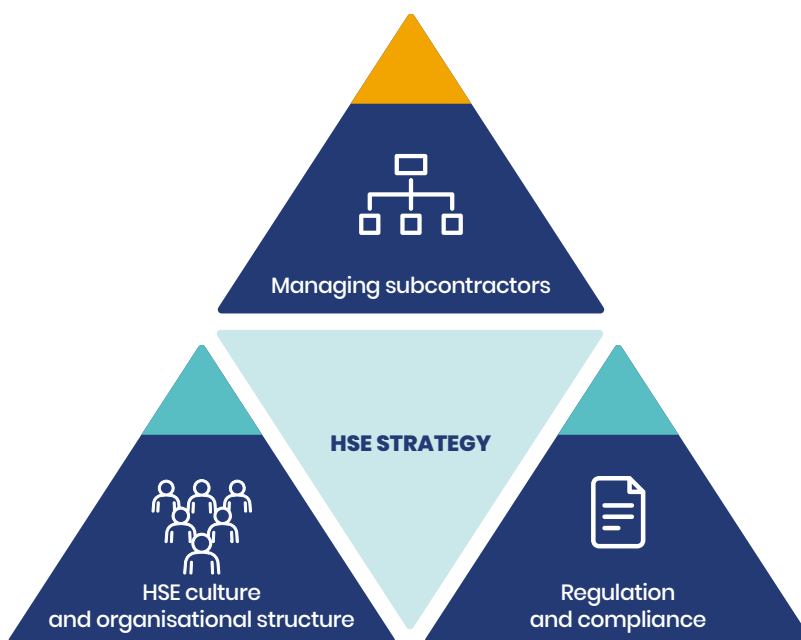 Managing subcontractors
HSE STRATEGY
HSE culture
and organisational structure
Regulation
and compliance